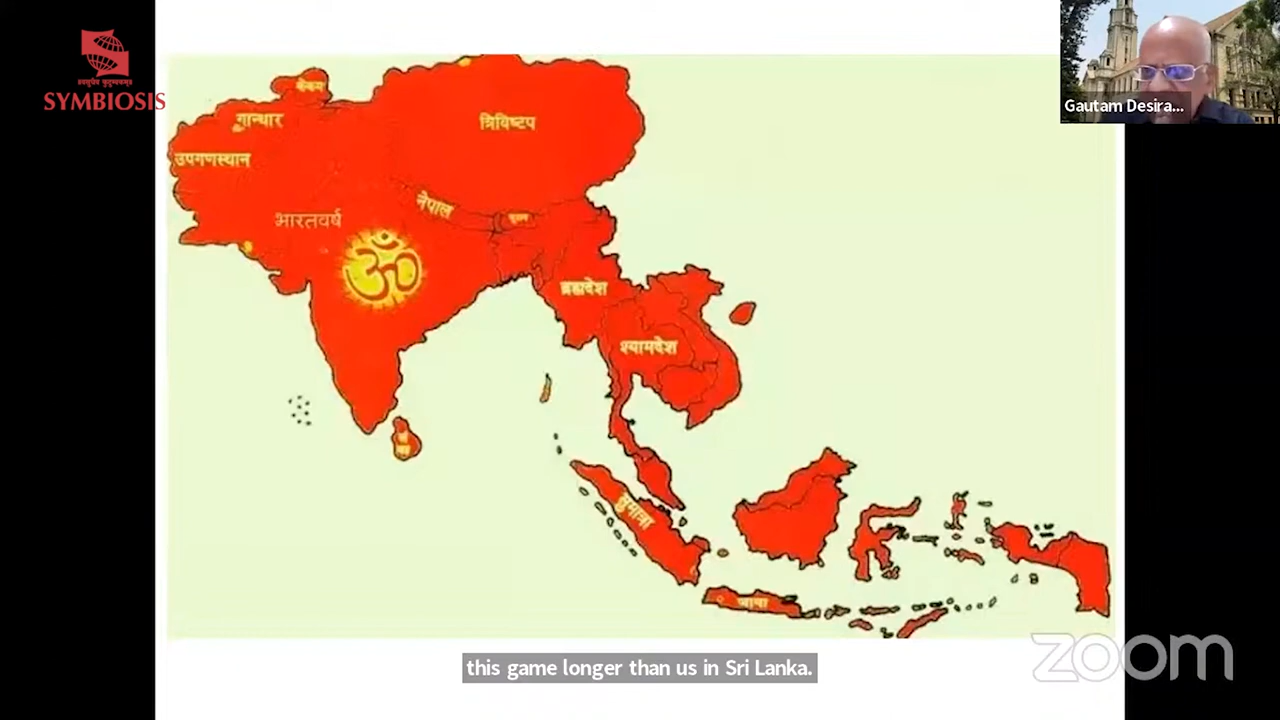 SYMBIOSIS
Gautam Desira...
गान्धार
त्रिविष्टप
उपगणस्थान
नेपाल
भारतवर्ष
ॐ
ब्रह्मदेश
श्यामदेश
सुमात्रा
जावा
this game longer than us in Sri Lanka.
zoom